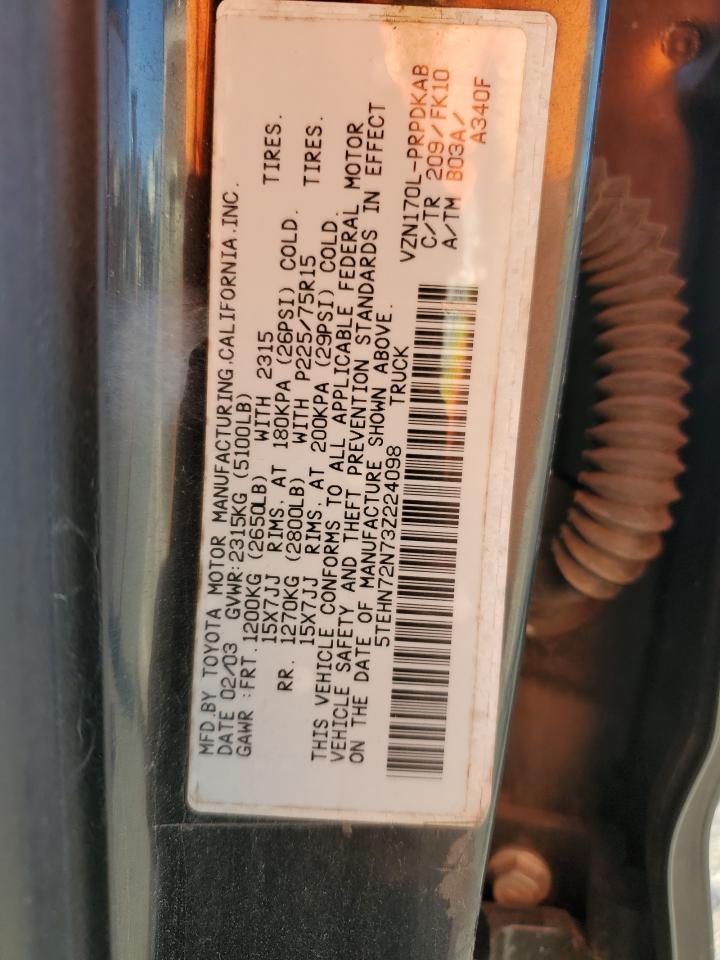 MFD.BY TOYOTA MOTOR MANUFACTURING.CALIFORNIA.INC.
DATE 02/03 GVWR:2315KG (5100LB)
GAWR :FRT.1200KG (2650LB) WITH 2315 TIRES.
15X7JJ RIMS. AT 180KPA (26PSI) COLD.
RR. 1270KG (2800LB) WITH P225/75R15 TIRES.
15X7JJ RIMS. AT 200KPA (29PSI) COLD.
THIS VEHICLE CONFORMS TO ALL APPLICABLE FEDERAL MOTOR
VEHICLE SAFETY AND THEFT PREVENTION STANDARDS IN EFFECT
ON THE DATE OF MANUFACTURE SHOWN ABOVE.
5TEHN72N73Z224098 TRUCK
VZN170L-PRPDKAB
C/TR 209/FK10
A/TM B03A/
A340F